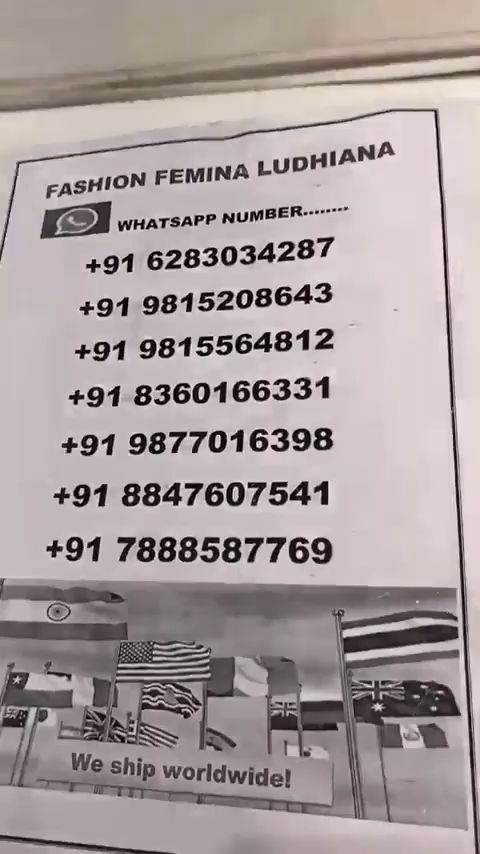 FASHION FEMINA LUDHIANA
WHATSAPP NUMBER........
+91 6283034287
+91 9815208643
+91 9815564812
+91 8360166331
+91 9877016398
+91 8847607541
+91 7888587769
We ship worldwide!